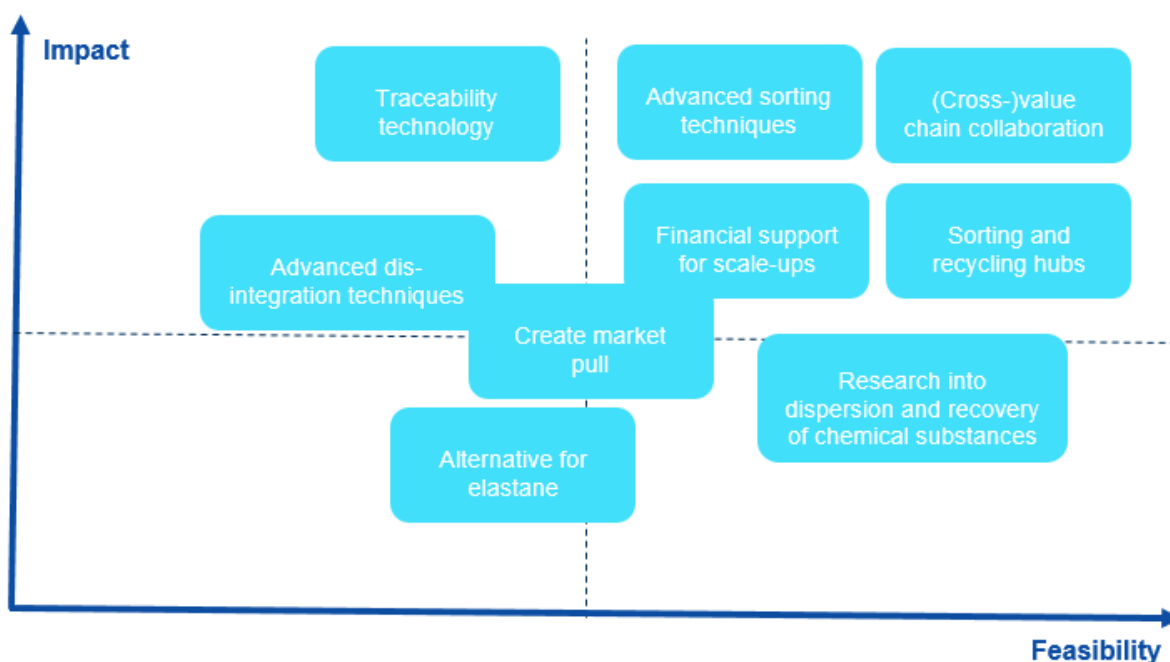 Impact
Traceability
technology
Advanced sorting
techniques
(Cross-)value
chain collaboration
Advanced dis-
integration techniques
Financial support
for scale-ups
Sorting and
recycling hubs
Create market
pull
Research into
dispersion and recovery
of chemical substances
Alternative for
elastane
Feasibility